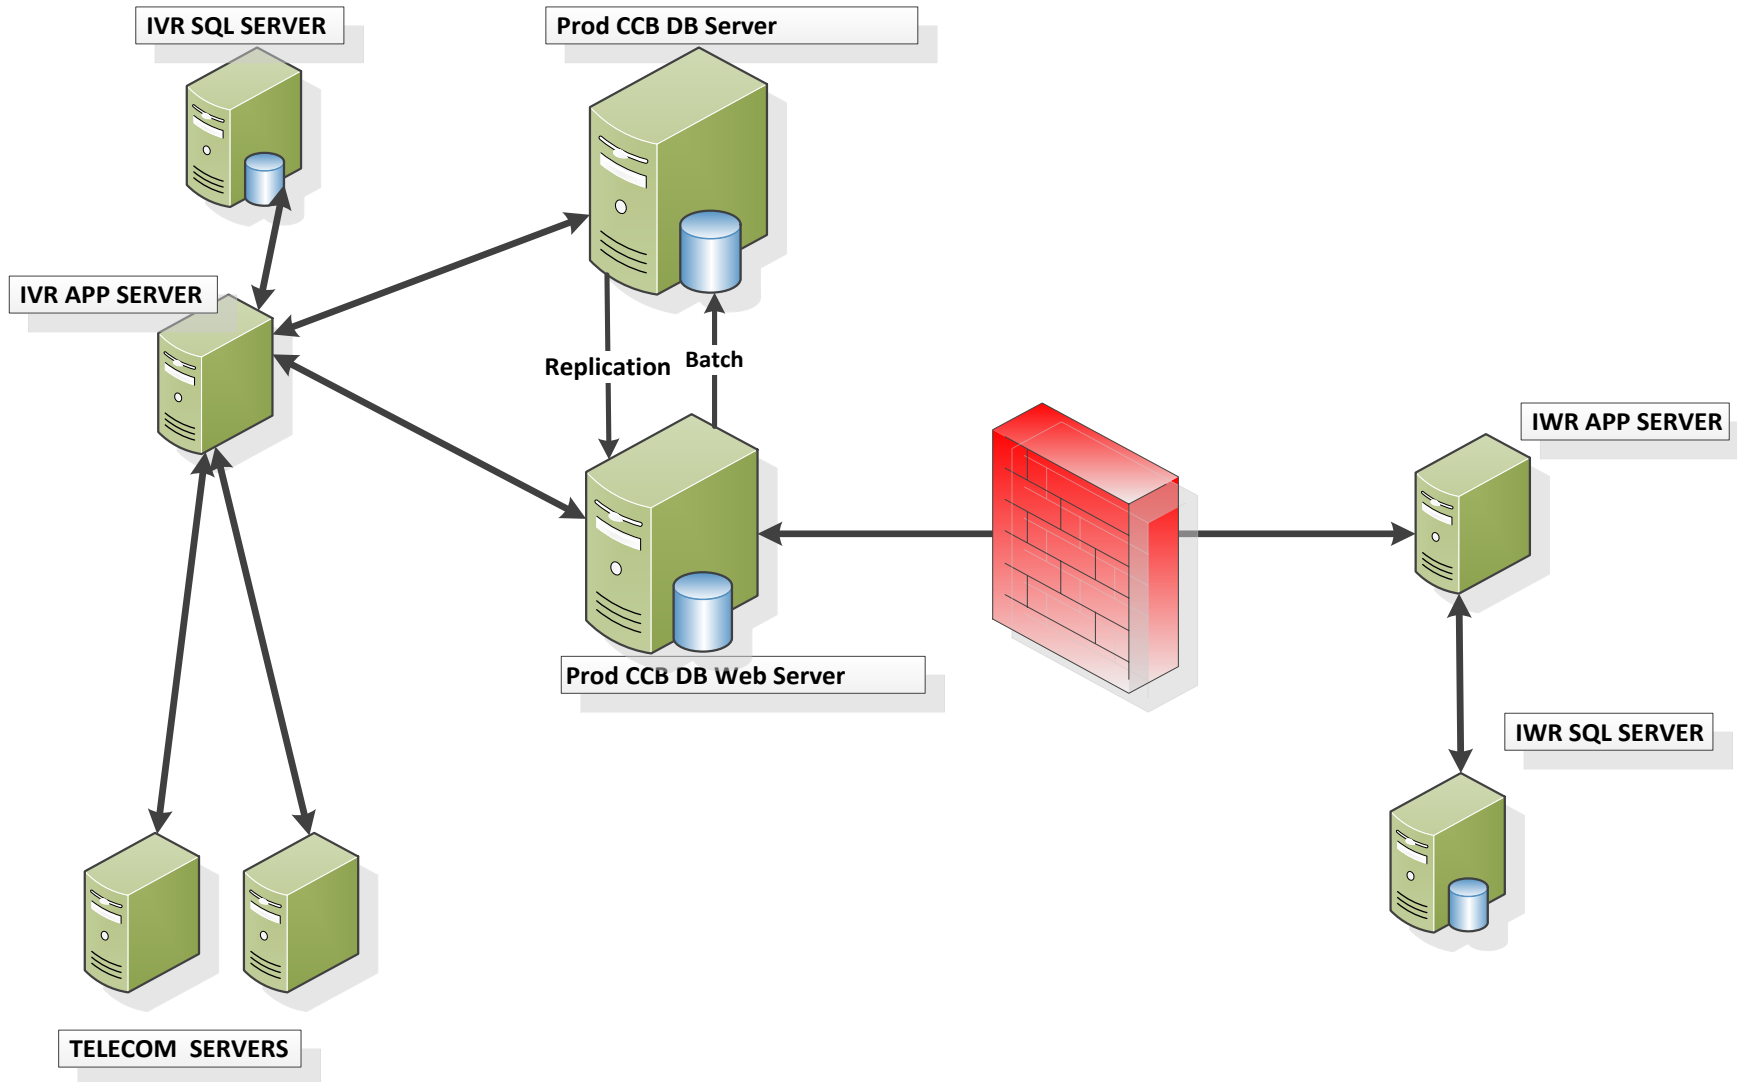 IVR SQL SERVER
Prod CCB DB Server
IVR APP SERVER
Replication
Batch
IWR APP SERVER
Prod CCB DB Web Server
IWR SQL SERVER
TELECOM  SERVERS